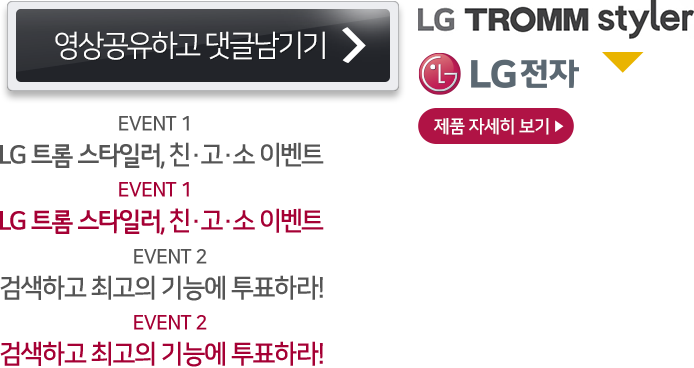 영상공유하고 댓글남기기
LG TROMM styler
LG전자
제품 자세히 보기
EVENT 1
LG 트롬 스타일러, 친·고·소 이벤트
EVENT 1
LG 트롬 스타일러, 친·고·소 이벤트
EVENT 2
검색하고 최고의 기능에 투표하라!
EVENT 2
검색하고 최고의 기능에 투표하라!